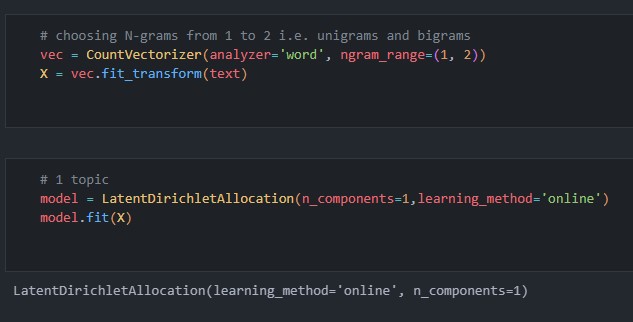 # choosing N-grams from 1 to 2 i.e. unigrams and bigrams
vec = CountVectorizer(analyzer='word', ngram_range=(1, 2))
X = vec.fit_transform(text)
# 1 topic
model = LatentDirichletAllocation(n_components=1,learning_method='online')
model.fit(X)
LatentDirichletAllocation(learning_method='online', n_components=1)